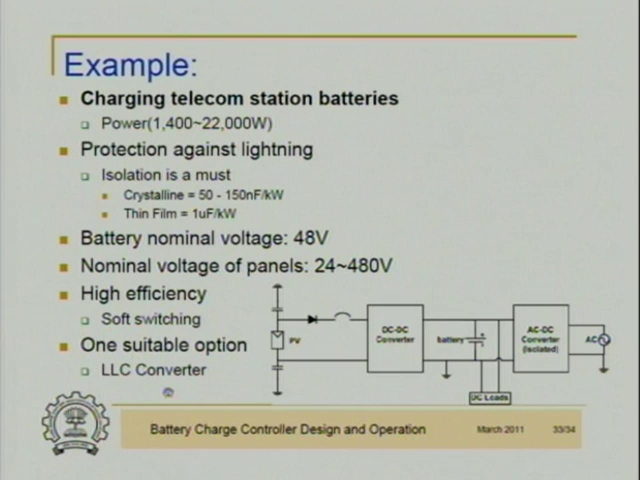 Example:
Charging telecom station batteries
Power(1,400~22,000W)
Protection against lightning
Isolation is a must
Crystalline = 50 - 150nF/kW
Thin Film = 1uF/kW
Battery nominal voltage: 48V
Nominal voltage of panels: 24~480V
High efficiency
Soft switching
One suitable option
LLC Converter
PV
DC-DC
Converter
battery
+
AC-DC
Converter
(Isolated)
AC
DC Loads
Battery Charge Controller Design and Operation
March 2011
33/34